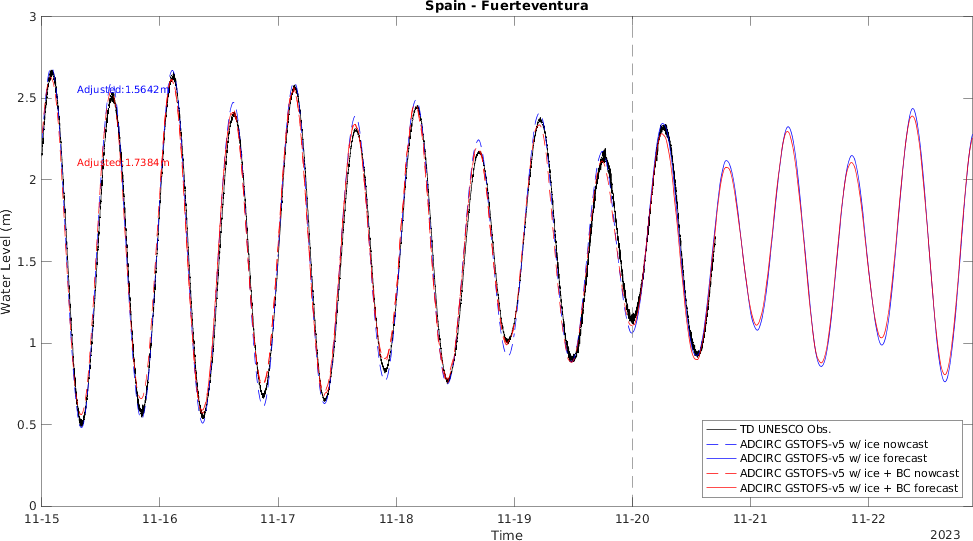 Spain - Fuerteventura
3
2.5
2
1.5
1
0.5
0
Water Level (m)
Adjusted:1.5642m
Adjusted:1.7384m
TD UNESCO Obs.
ADCIRC GSTOFS-v5 w/ ice nowcast
ADCIRC GSTOFS-v5 w/ ice forecast
ADCIRC GSTOFS-v5 w/ ice + BC nowcast
ADCIRC GSTOFS-v5 w/ ice + BC forecast
11-15 11-16 11-17 11-18 11-19 11-20 11-21 11-22
Time
2023